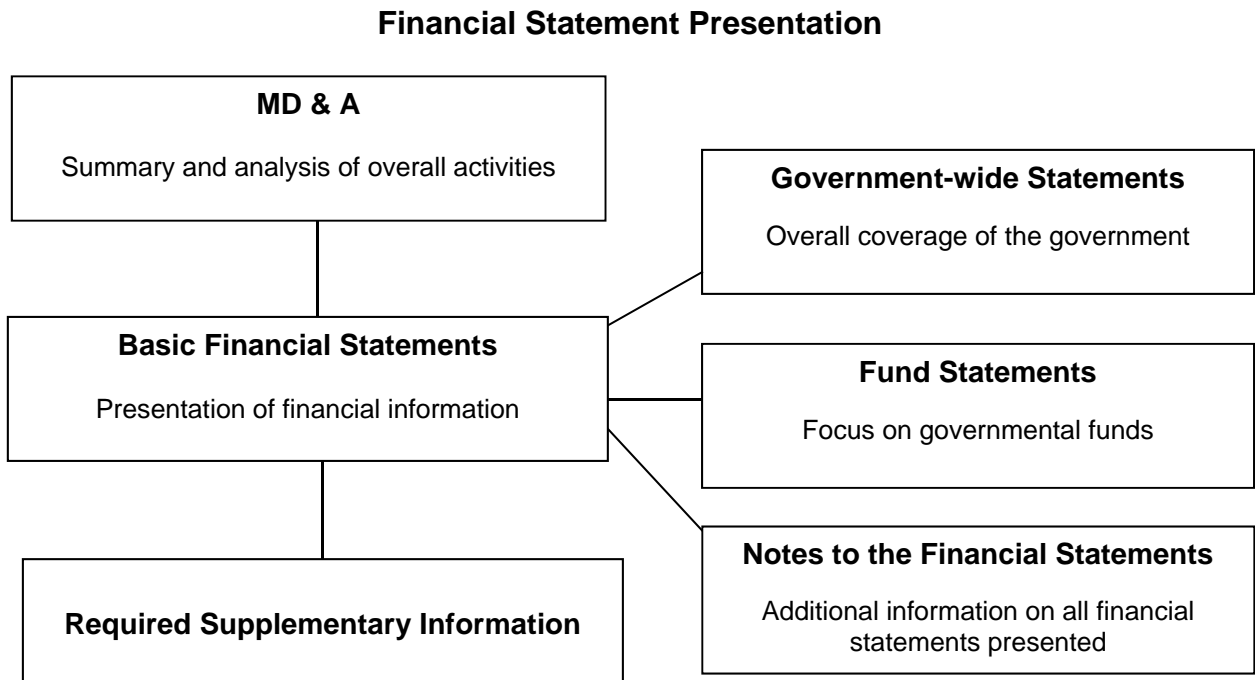 Financial Statement Presentation
MD & A
Summary and analysis of overall activities
Government-wide Statements
Overall coverage of the government
Basic Financial Statements
Presentation of financial information
Fund Statements
Focus on governmental funds
Notes to the Financial Statements
Additional information on all financial
statements presented
Required Supplementary Information